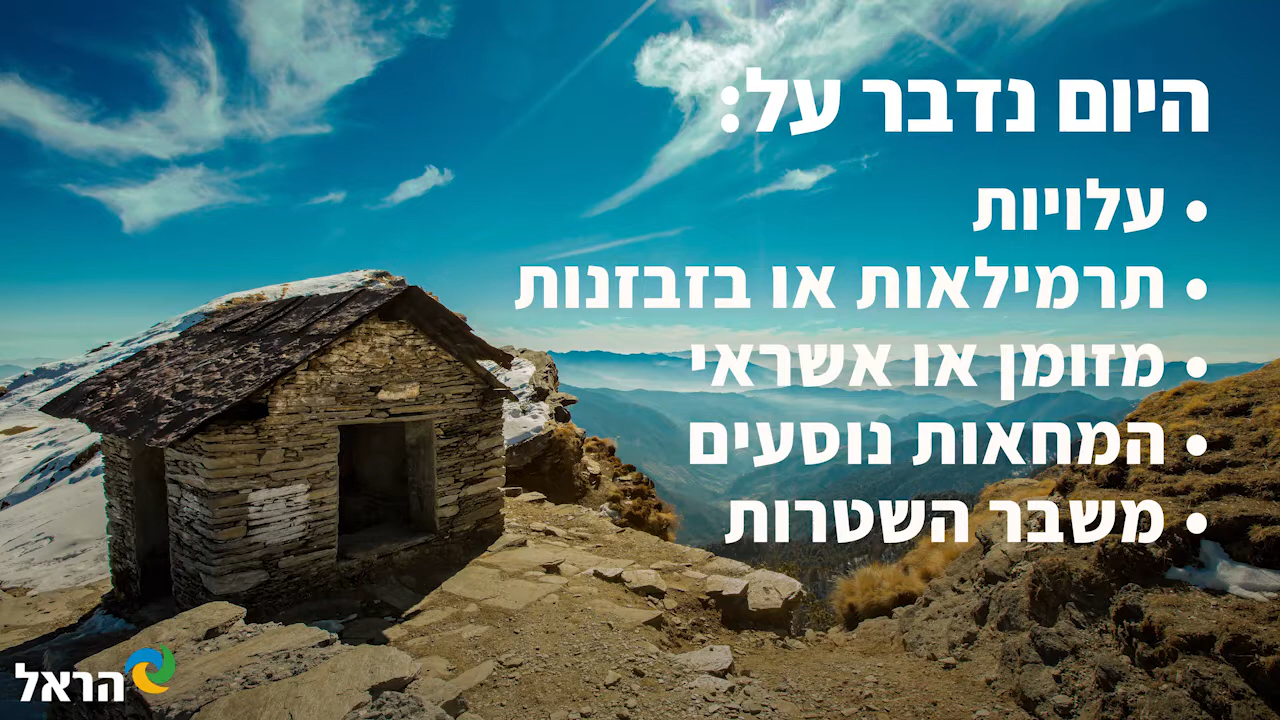 היום נדבר על:
• עלויות
• תרמילאות או בזבזנות
• מזומן או אשראי
• המחאות נוסעים
• משבר השטרות
הראל